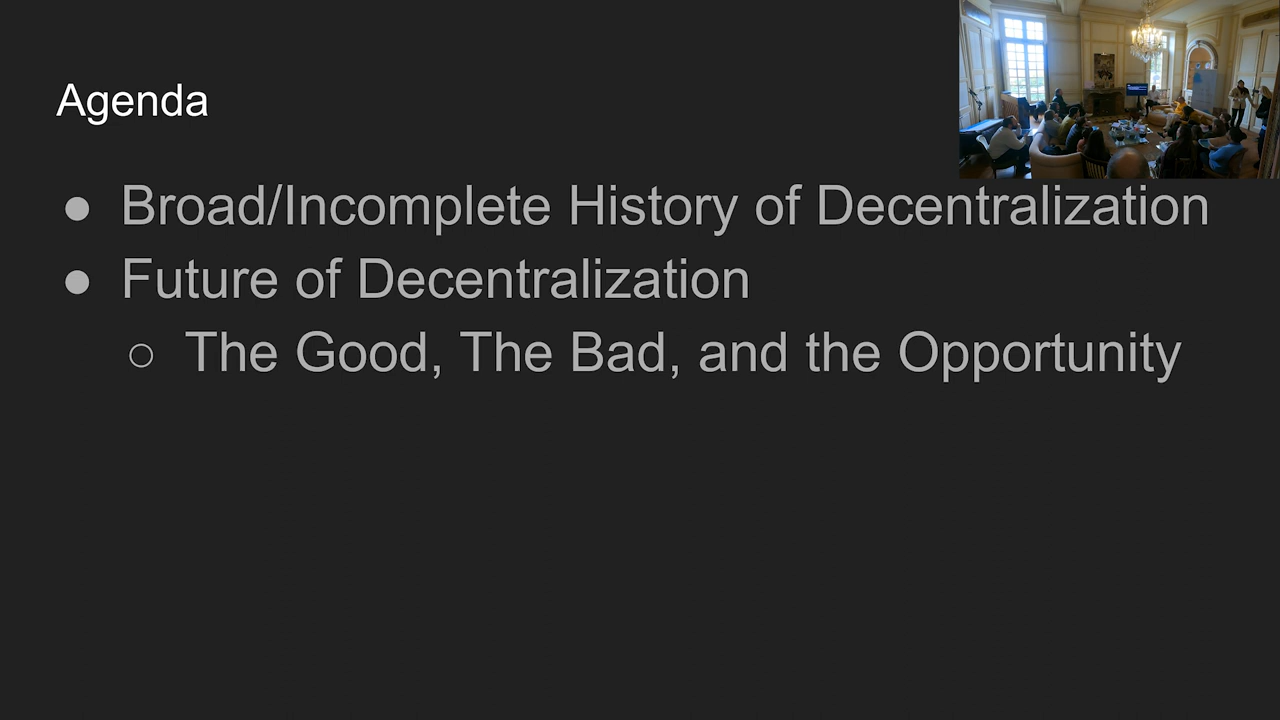 Agenda
● Broad/Incomplete History of Decentralization
● Future of Decentralization
○ The Good, The Bad, and the Opportunity